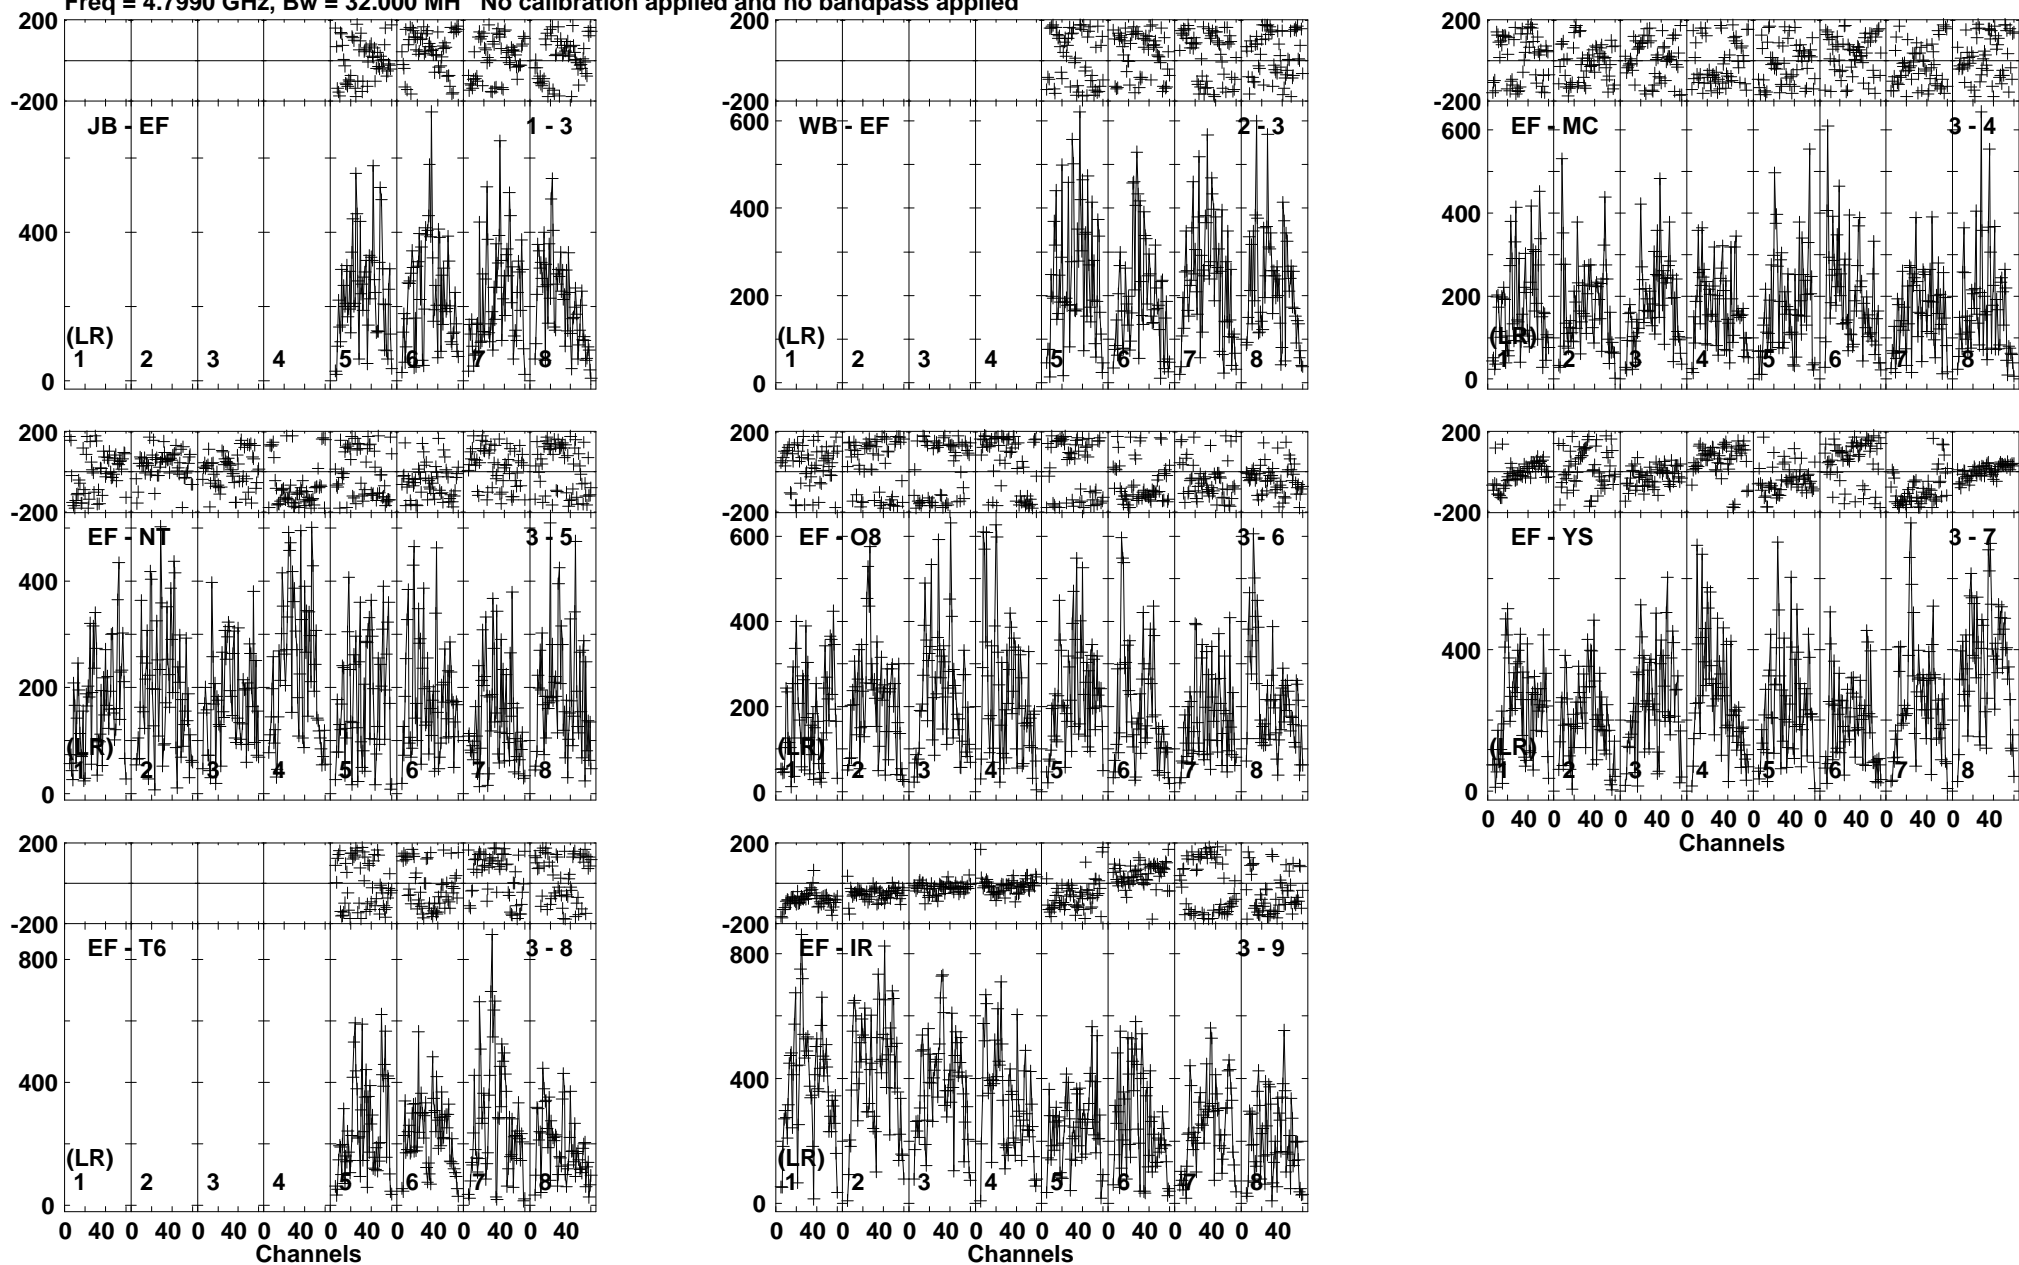 Freq = 4.7990 GHz, Bw = 32.000 MH No calibration applied and no bandpass applied
200
-200
JB - EF 1 - 3
400
(LR)
1 2 3 4 5 6 7 8
0
200
-200
600
WB - EF 2 - 3
400
200
(LR)
1 2 3 4 5 6 7 8
0
200
-200
600
EF - MC 3 - 4
400
200
(LR)
1 2 3 4 5 6 7 8
0
200
-200
EF - NT 3 - 5
400
200
(LR)
1 2 3 4 5 6 7 8
0
200
-200
600
EF - O8 3 - 6
400
200
(LR)
1 2 3 4 5 6 7 8
0
200
-200
EF - YS 3 - 7
400
(LR)
1 2 3 4 5 6 7 8
0
0 40 0 40 0 40 0 40 0 40 0 40 0 40 0 40
Channels
200
-200
EF - T6 3 - 8
800
400
(LR)
1 2 3 4 5 6 7 8
0
0 40 0 40 0 40 0 40 0 40 0 40 0 40 0 40
Channels
200
-200
EF - IR 3 - 9
800
400
(LR)
1 2 3 4 5 6 7 8
0
0 40 0 40 0 40 0 40 0 40 0 40 0 40 0 40
Channels